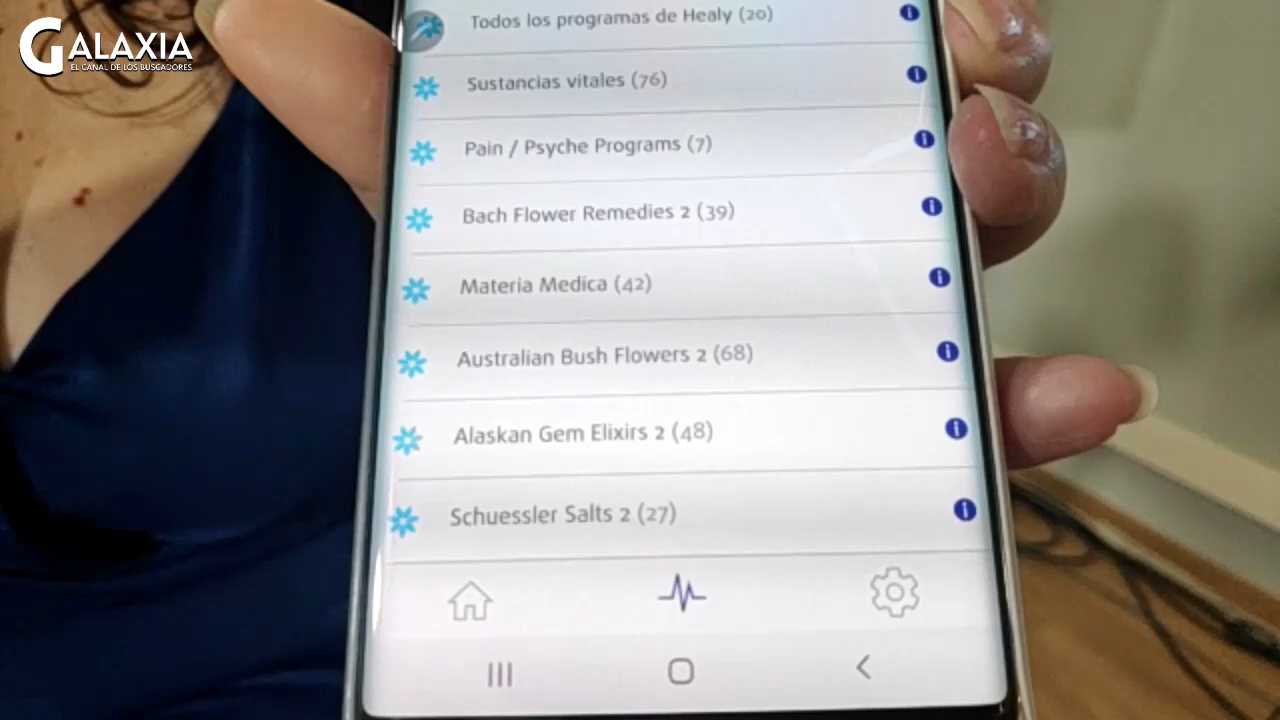 GALAXIA
EL CANAL DE LOS BUSCADORES
Todos los programas de Healy (20)
Sustancias vitales (76)
Pain / Psyche Programs (7)
Bach Flower Remedies 2 (39)
Materia Medica (42)
Australian Bush Flowers 2 (68)
Alaskan Gem Elixirs 2 (48)
Schuessler Salts 2 (27)